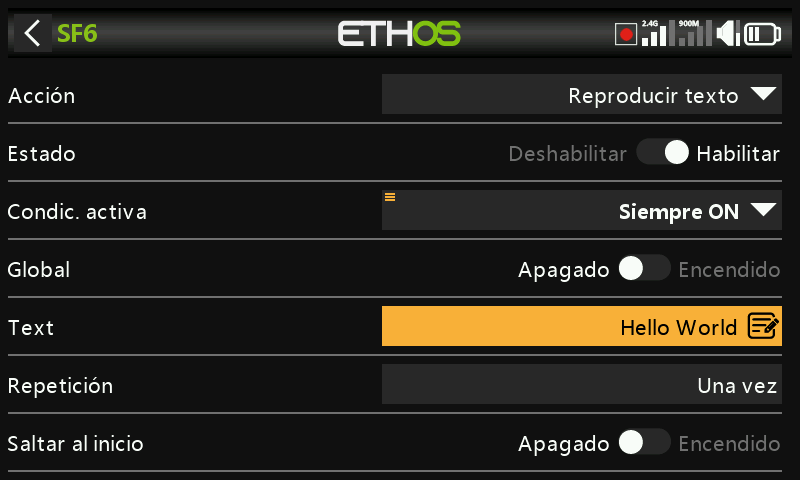 SF6
ETHOS
2.4G
900M
Acción
Reproducir texto
Estado
Deshabilitar
Habilitar
Condic. activa
Siempre ON
Global
Apagado
Encendido
Text
Hello World
Repetición
Una vez
Saltar al inicio
Apagado
Encendido